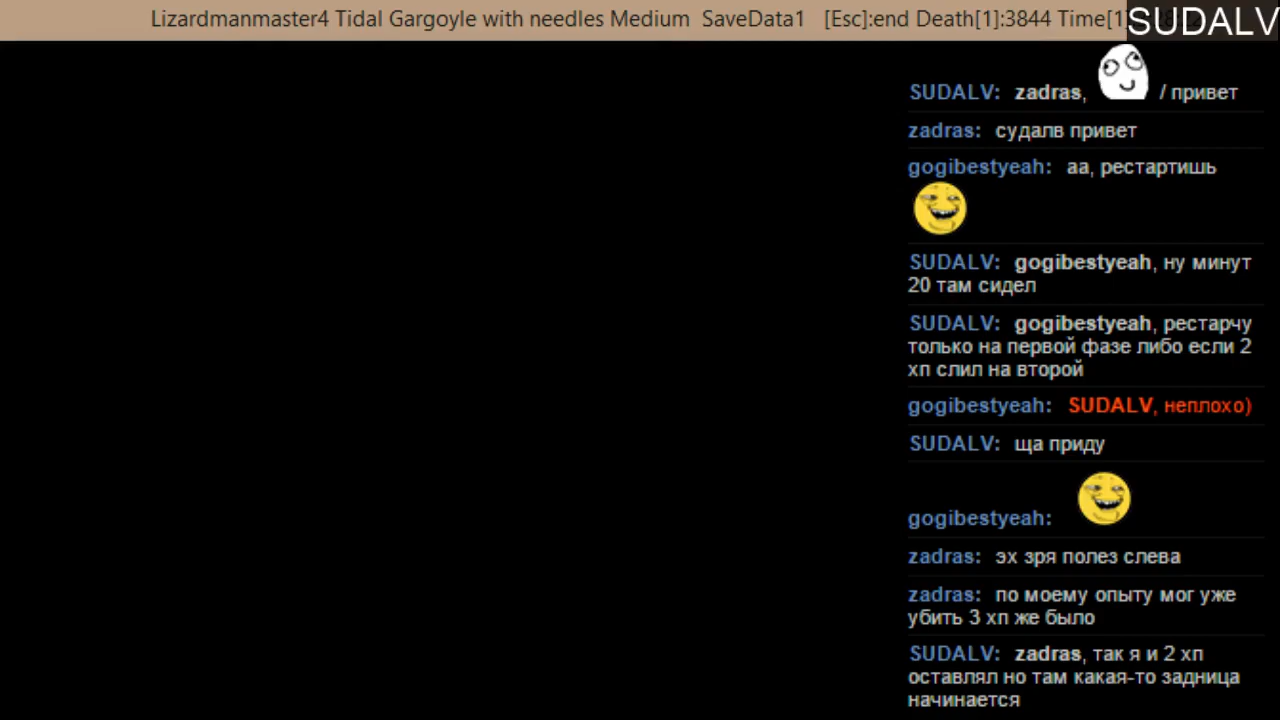 Lizardmanmaster4 Tidal Gargoyle with needles Medium  SaveData1   [Esc]:end Death[1]:3844 Time[1]
SUDALV
SUDALV: zadras, / привет
zadras: судалв привет
gogibestyeah: аа, рестартишь
SUDALV: gogibestyeah, ну минут
20 там сидел
SUDALV: gogibestyeah, рестарчу
только на первой фазе либо если 2
хп слил на второй
gogibestyeah: SUDALV, неплохо)
SUDALV: ща приду
gogibestyeah:
zadras: эх зря полез слева
zadras: по моему опыту мог уже
убить 3 хп же было
SUDALV: zadras, так я и 2 хп
оставлял но там какая-то задница
начинается